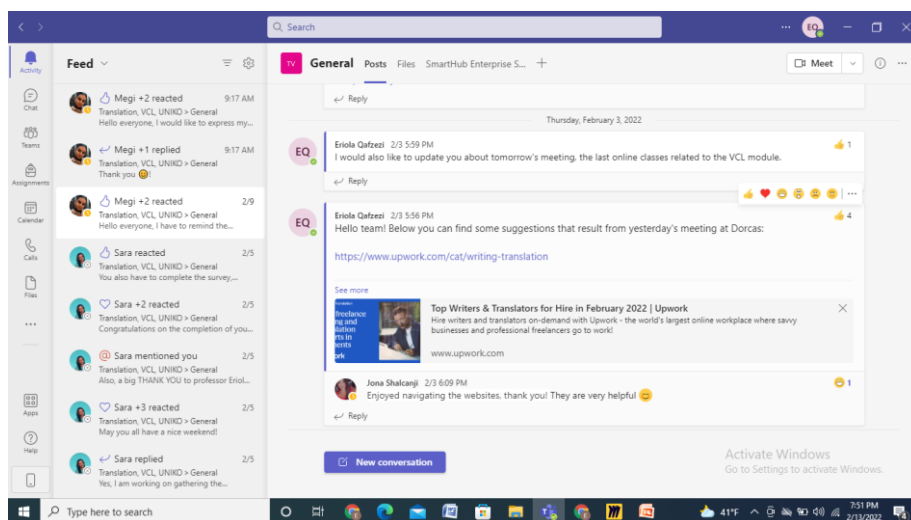 Search
EQ
Activity
Chat
Teams
Assignments
Calendar
Calls
Files
Apps
Help
Feed
Megi +2 reacted 9:17 AM
Translation, VCL, UNIKO > General
Hello everyone, I would like to express my...
Megi +1 replied 9:17 AM
Translation, VCL, UNIKO > General
Thank you 😊!
Megi +2 reacted 2/9
Translation, VCL, UNIKO > General
Hello everyone, I have to remind the...
Sara reacted 2/5
Translation, VCL, UNIKO > General
You also have to complete the survey,...
Sara +2 reacted 2/5
Translation, VCL, UNIKO > General
Congratulations on the completion of you...
Sara mentioned you 2/5
Translation, VCL, UNIKO > General
Also, a big THANK YOU to professor Eriol...
Sara +3 reacted 2/5
Translation, VCL, UNIKO > General
May you all have a nice weekend!
Sara replied 2/5
Translation, VCL, UNIKO > General
Yes, I am working on gathering the...
TV General Posts Files SmartHub Enterprise S... Meet
Reply
Thursday, February 3, 2022
EQ
Eriola Qafzezi 2/3 5:59 PM 1
I would also like to update you about tomorrow's meeting, the last online classes related to the VCL module.
Reply
EQ
Eriola Qafzezi 2/3 5:56 PM 4
Hello team! Below you can find some suggestions that result from yesterday's meeting at Dorcas:
https://www.upwork.com/cat/writing-translation
See more
Top Writers & Translators for Hire in February 2022 | Upwork
Hire writers and translators on-demand with Upwork - the world's largest online workplace where savvy
businesses and professional freelancers go to work!
www.upwork.com
Jona Shalcanji 2/3 6:09 PM 1
Enjoyed navigating the websites, thank you! They are very helpful 😊
Reply
New conversation
Activate Windows
Go to Settings to activate Windows.
Type here to search
41°F
7:51 PM
2/13/2022